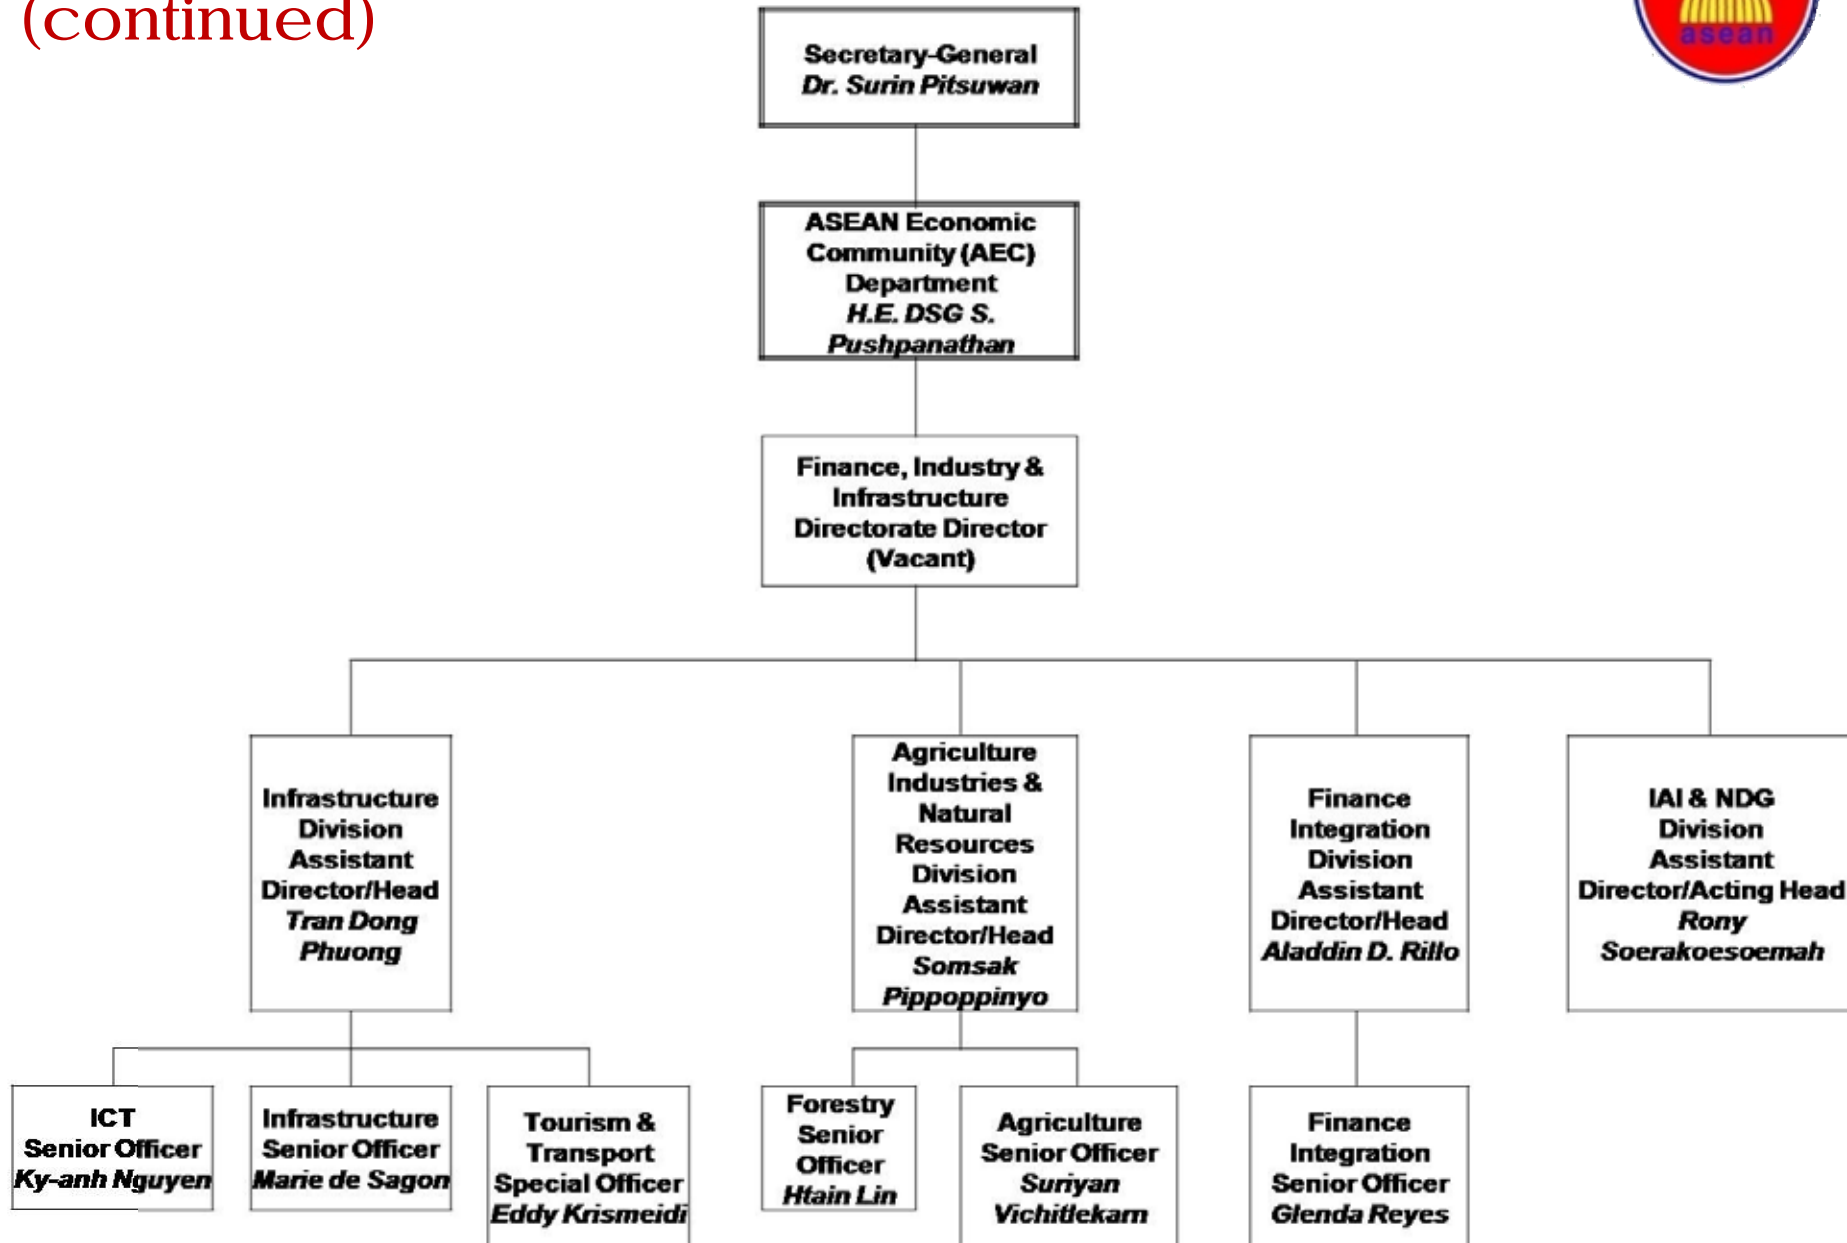 (continued)
asean
Secretary-General
Dr. Surin Pitsuwan
ASEAN Economic
Community (AEC)
Department
H.E. DSG S.
Pushpanathan
Finance, Industry &
Infrastructure
Directorate Director
(Vacant)
Infrastructure
Division
Assistant
Director/Head
Tran Dong
Phuong
Agriculture
Industries &
Natural
Resources
Division
Assistant
Director/Head
Somsak
Pippoppinyo
Finance
Integration
Division
Assistant
Director/Head
Aladdin D. Rillo
IAI & NDG
Division
Assistant
Director/Acting Head
Rony
Soerakoesoemah
ICT
Senior Officer
Ky-anh Nguyen
Infrastructure
Senior Officer
Marie de Sagon
Tourism &
Transport
Special Officer
Eddy Krismeidi
Forestry
Senior
Officer
Htain Lin
Agriculture
Senior Officer
Suriyan
Vichitlekarn
Finance
Integration
Senior Officer
Glenda Reyes